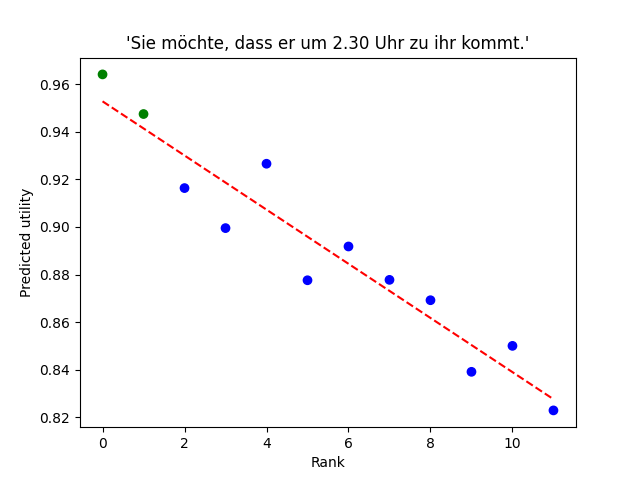 'Sie möchte, dass er um 2.30 Uhr zu ihr kommt.'
Predicted utility
0.96
0.94
0.92
0.90
0.88
0.86
0.84
0.82
0 2 4 6 8 10
Rank